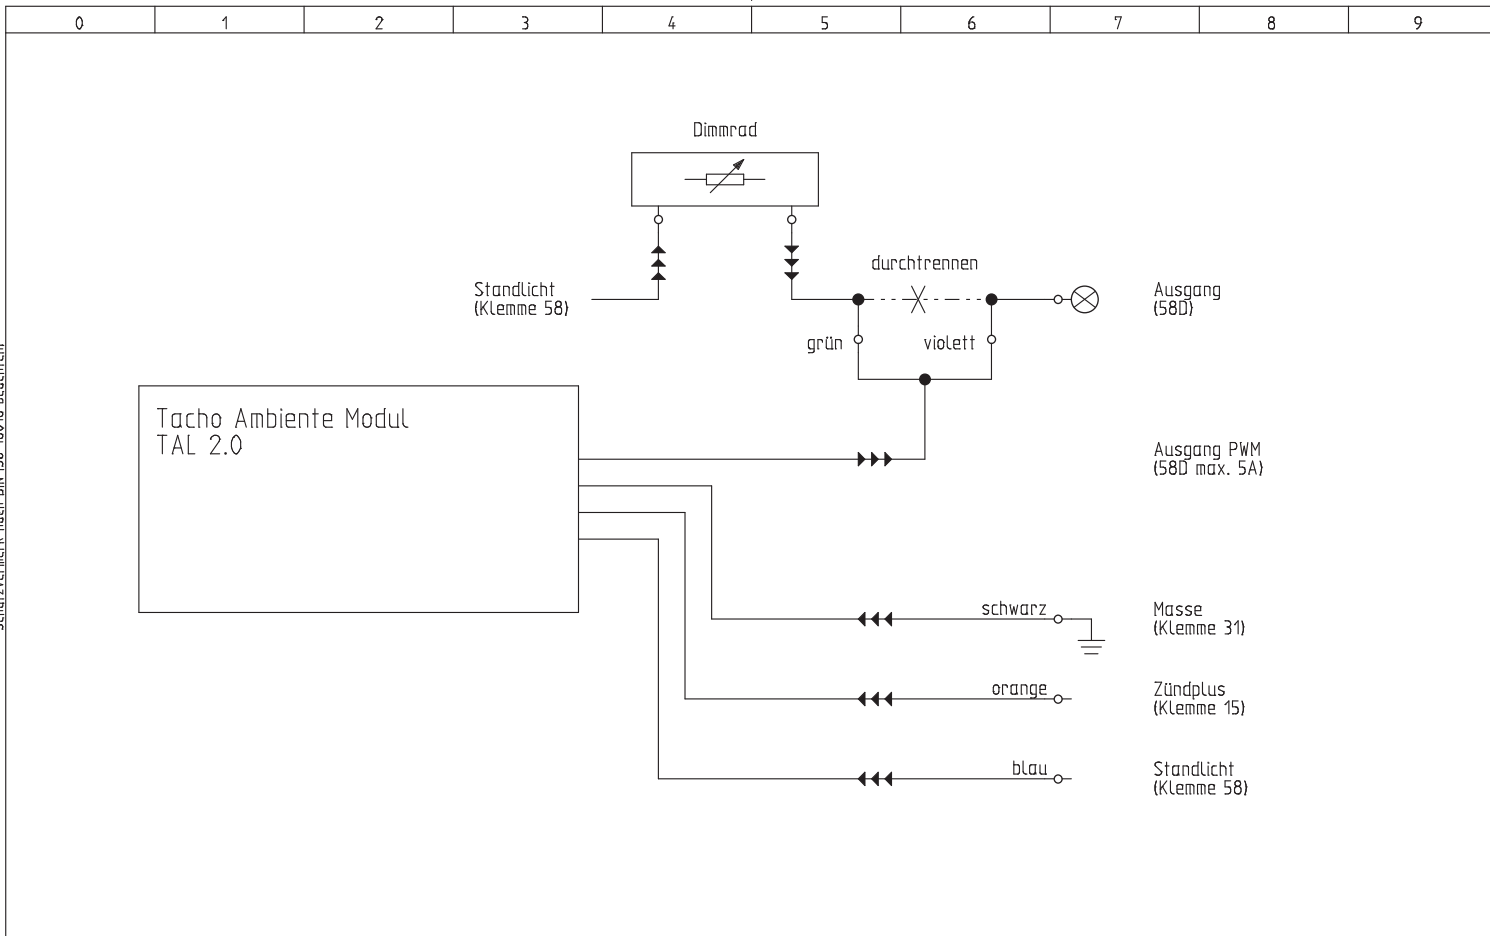 0 1 2 3 4 5 6 7 8 9
Dimmrad
durchtrennen
Standlicht
(Klemme 58)
Ausgang
(58D)
grün
violett
Tacho Ambiente Modul
TAL 2.0
Ausgang PWM
(58D max. 5A)
schwarz
Masse
(Klemme 31)
orange
Zündplus
(Klemme 15)
blau
Standlicht
(Klemme 58)